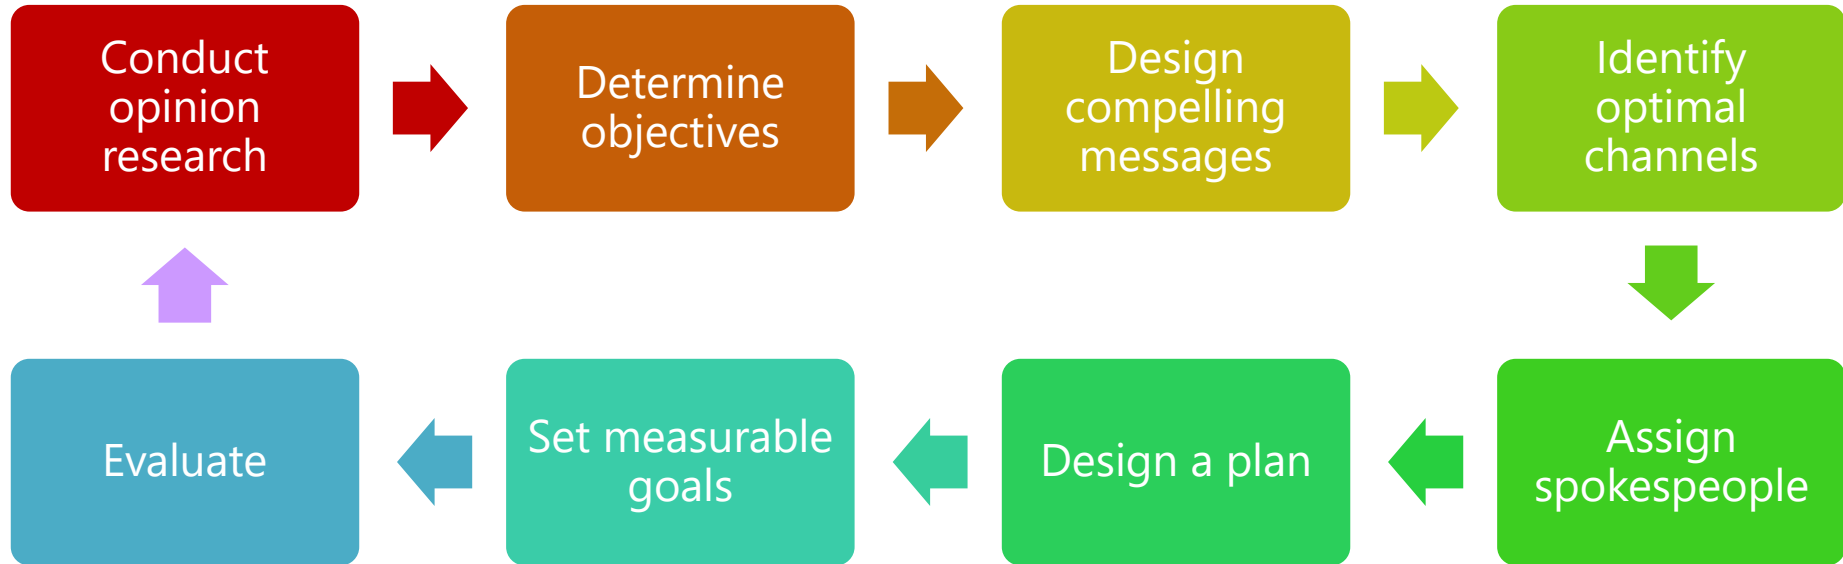 Conduct
opinion
research
Determine
objectives
Design
compelling
messages
Identify
optimal
channels
Assign
spokespeople
Design a plan
Set measurable
goals
Evaluate